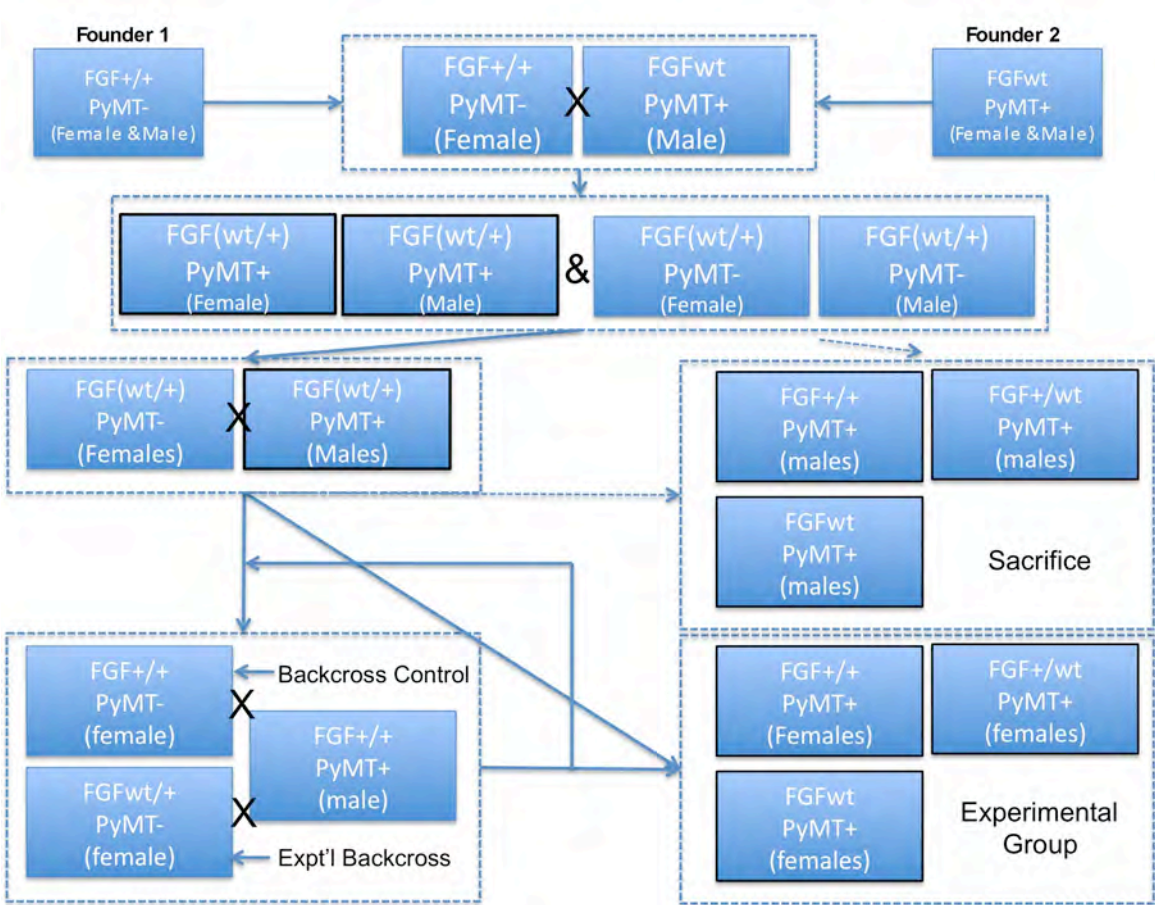 Founder 1
FGF+/+
PyMT-
(Female &Male)
FGF+/+
PyMT-
(Female)
X
FGFwt
PyMT+
(Male)
Founder 2
FGFwt
PyMT+
(Female &Male)
FGF(wt/+)
PyMT+
(Female)
FGF(wt/+)
PyMT+
(Male)
&
FGF(wt/+)
PyMT-
(Female)
FGF(wt/+)
PyMT-
(Male)
FGF(wt/+)
PyMT-
(Females)
X
FGF(wt/+)
PyMT+
(Males)
FGF+/+
PyMT+
(males)
FGF+/wt
PyMT+
(males)
FGFwt
PyMT+
(males)
Sacrifice
FGF+/+
PyMT-
(female)
Backcross Control
X
FGF+/+
PyMT+
(male)
FGFwt/+
PyMT-
(female)
X
Expt'l Backcross
FGF+/+
PyMT+
(Females)
FGF+/wt
PyMT+
(females)
FGFwt
PyMT+
(females)
Experimental
Group